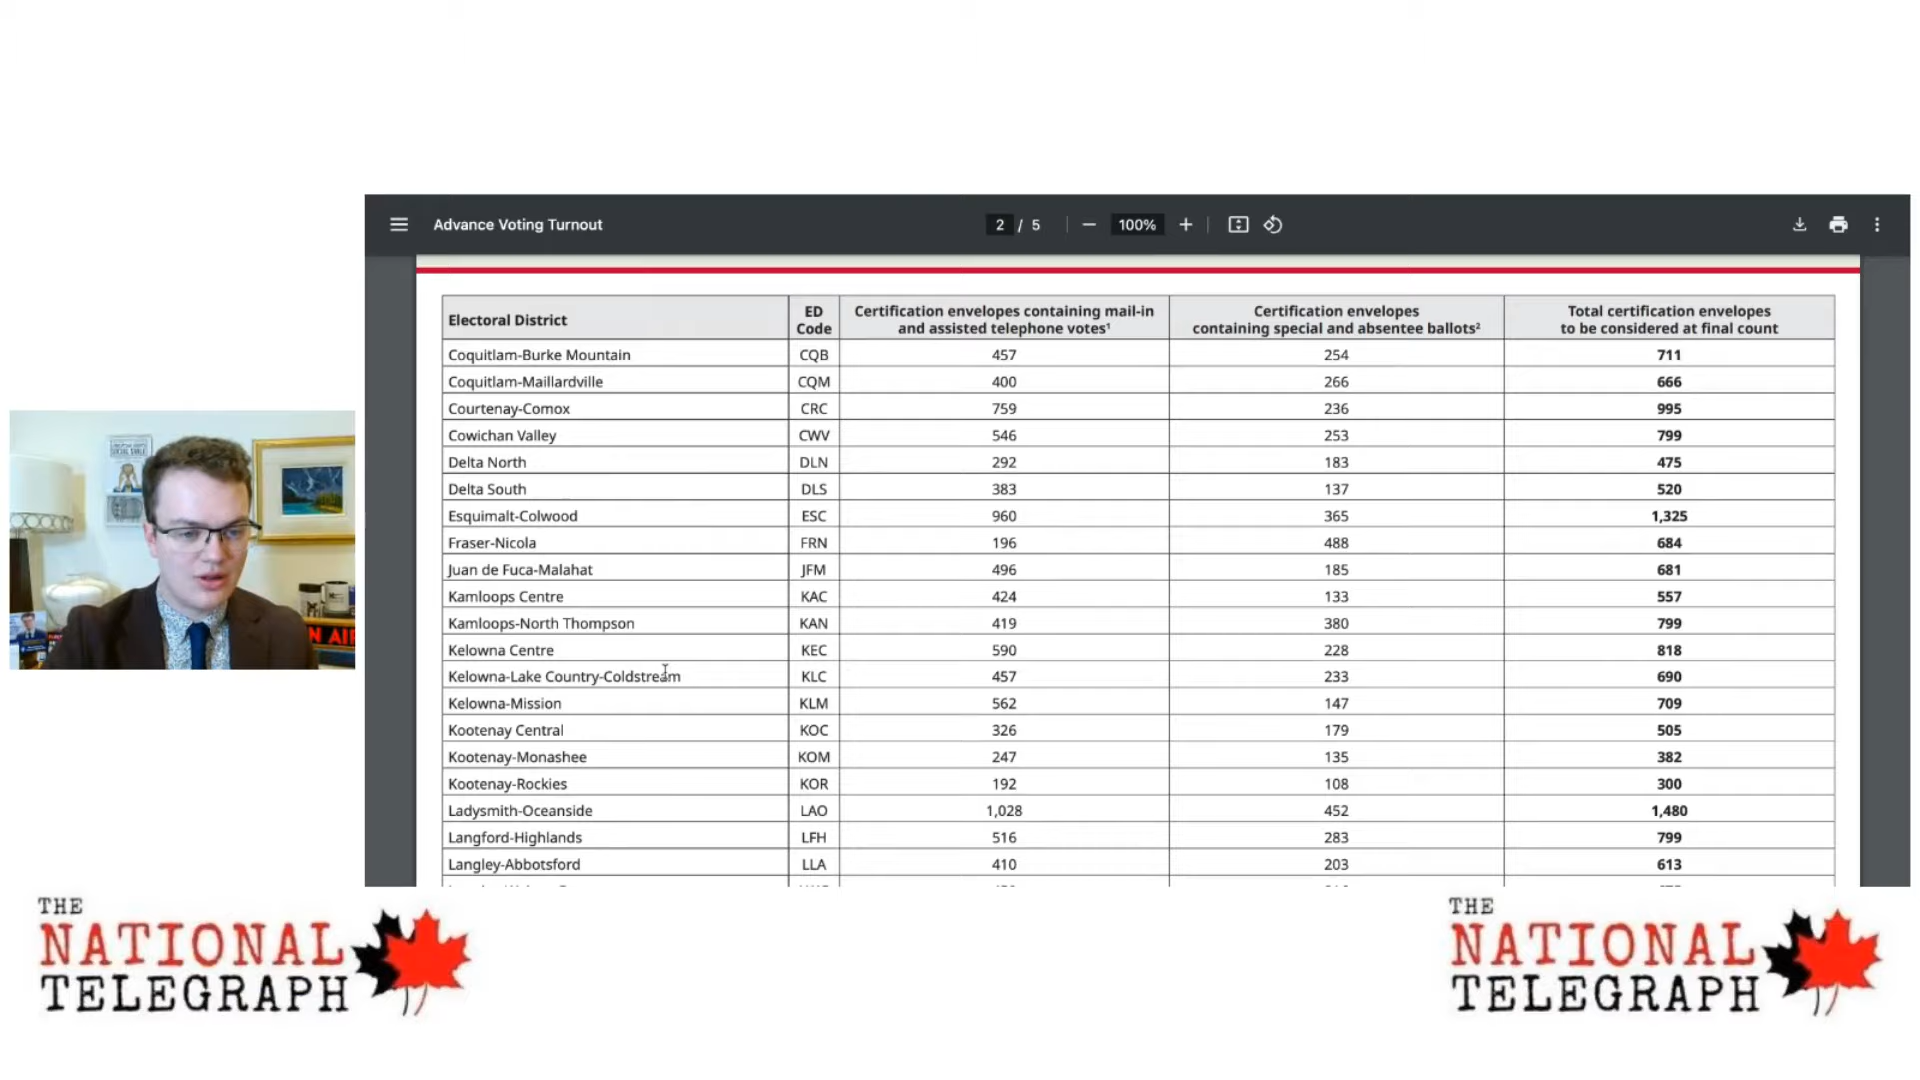 Advance Voting Turnout
2 / 5
100%
Electoral District
ED Code
Certification envelopes containing mail-in and assisted telephone votes¹
Certification envelopes containing special and absentee ballots²
Total certification envelopes to be considered at final count
Coquitlam-Burke Mountain CQB 457 254 711
Coquitlam-Maillardville CQM 400 266 666
Courtenay-Comox CRC 759 236 995
Cowichan Valley CWV 546 253 799
Delta North DLN 292 183 475
Delta South DLS 383 137 520
Esquimalt-Colwood ESC 960 365 1,325
Fraser-Nicola FRN 196 488 684
Juan de Fuca-Malahat JFM 496 185 681
Kamloops Centre KAC 424 133 557
Kamloops-North Thompson KAN 419 380 799
Kelowna Centre KEC 590 228 818
Kelowna-Lake Country-Coldstream KLC 457 233 690
Kelowna-Mission KLM 562 147 709
Kootenay Central KOC 326 179 505
Kootenay-Monashee KOM 247 135 382
Kootenay-Rockies KOR 192 108 300
Ladysmith-Oceanside LAO 1,028 452 1,480
Langford-Highlands LFH 516 283 799
Langley-Abbotsford LLA 410 203 613
THE
NATIONAL
TELEGRAPH
THE
NATIONAL
TELEGRAPH